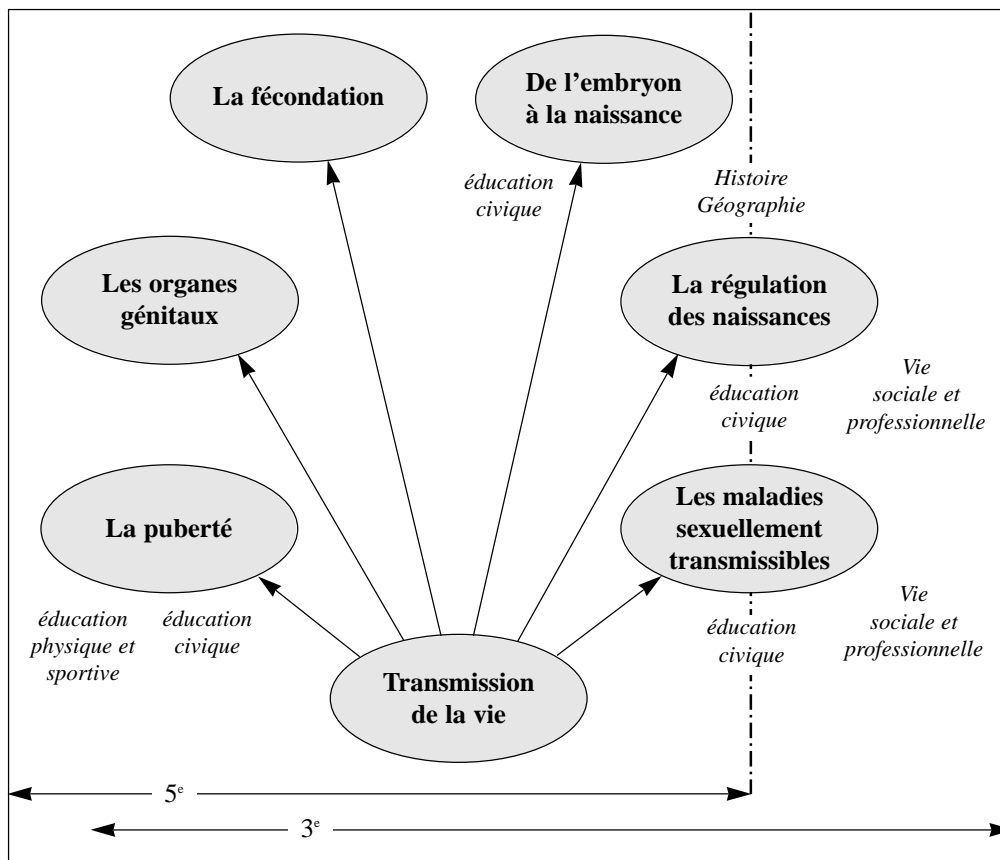 La fécondation
De l'embryon
à la naissance
éducation
civique
Histoire
Géographie
Les organes
génitaux
La régulation
des naissances
éducation
civique
Vie
sociale et
professionnelle
La puberté
Les maladies
sexuellement
transmissibles
éducation
physique et
sportive
éducation
civique
éducation
civique
Vie
sociale et
professionnelle
Transmission
de la vie
5e
3e